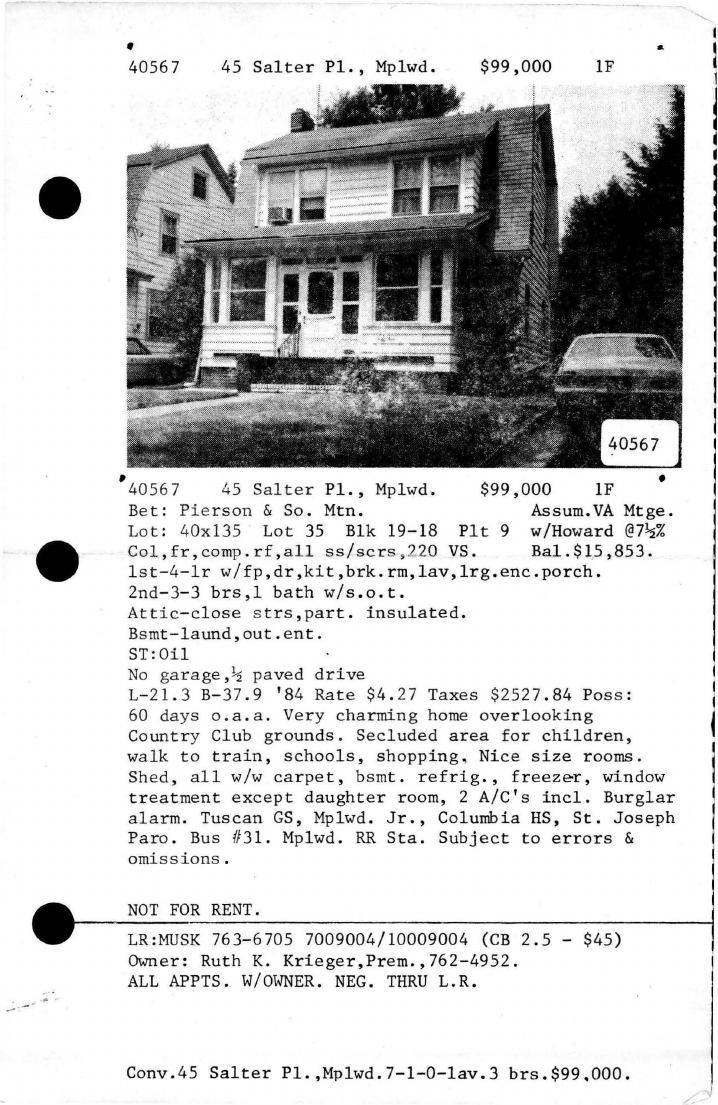 40567 45 Salter Pl., Mplwd. $99,000 1F
40567
40567 45 Salter Pl., Mplwd. $99,000 1F
Bet: Pierson & So. Mtn. Assum.VA Mtge.
Lot: 40x135 Lot 35 Blk 19-18 Plt 9 w/Howard @7½%
Col,fr,comp.rf,all ss/scrs,220 VS. Bal.$15,853.
1st-4-lr w/fp,dr,kit,brk.rm,lav,lrg.enc.porch.
2nd-3-3 brs,1 bath w/s.o.t.
Attic-close strs,part. insulated.
Bsmt-laund,out.ent.
ST:Oil
No garage,½ paved drive
L-21.3 B-37.9 '84 Rate $4.27 Taxes $2527.84 Poss:
60 days o.a.a. Very charming home overlooking
Country Club grounds. Secluded area for children,
walk to train, schools, shopping. Nice size rooms.
Shed, all w/w carpet, bsmt. refrig., freezer, window
treatment except daughter room, 2 A/C's incl. Burglar
alarm. Tuscan GS, Mplwd. Jr., Columbia HS, St. Joseph
Paro. Bus #31. Mplwd. RR Sta. Subject to errors &
omissions.
NOT FOR RENT.
LR:MUSK 763-6705 7009004/10009004 (CB 2.5 - $45)
Owner: Ruth K. Krieger,Prem.,762-4952.
ALL APPTS. W/OWNER. NEG. THRU L.R.
Conv.45 Salter Pl.,Mplwd.7-1-0-lav.3 brs.$99,000.